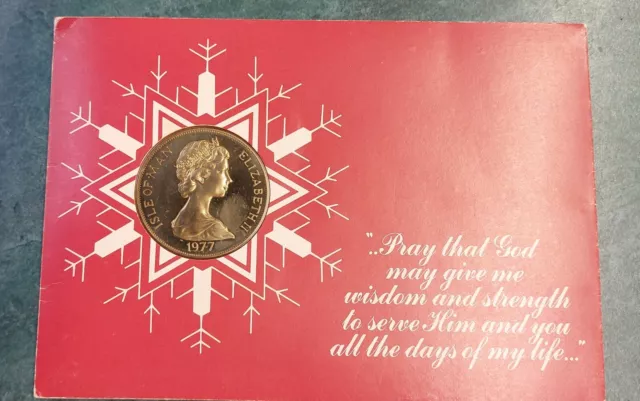 ISLE OF MAN
ELIZABETH II
1977
"..Pray that God
may give me
wisdom and strength
to serve Him and you
all the days of my life..."